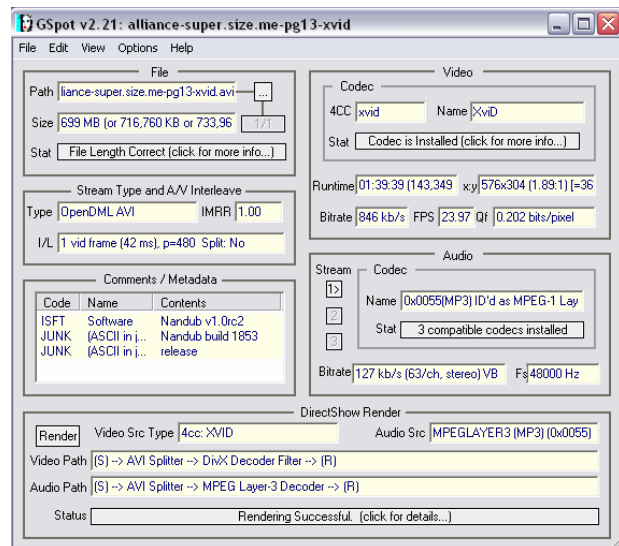 GSpot v2.21: alliance-super.size.me-pg13-xvid
File Edit View Options Help
File
Path liance-super.size.me-pg13-xvid.avi ...
Size 699 MB (or 716,760 KB or 733,96 1/1
Stat File Length Correct (click for more info...)
Stream Type and A/V Interleave
Type OpenDML AVI IMRR 1.00
I/L 1 vid frame (42 ms), p=480 Split: No
Comments / Metadata
Code Name Contents
ISFT Software Nandub v1.0rc2
JUNK (ASCII in j... Nandub build 1853
JUNK (ASCII in j... release
Video
Codec
4CC xvid Name XviD
Stat Codec is Installed (click for more info...)
Runtime 01:39:39 (143,349 x:y 576x304 (1.89:1) [=36
Bitrate 846 kb/s FPS 23.97 Qf 0.202 bits/pixel
Audio
Stream Codec
1>
2
3
Name 0x0055(MP3) ID'd as MPEG-1 Lay
Stat 3 compatible codecs installed
Bitrate 127 kb/s (63/ch, stereo) VB Fs 48000 Hz
DirectShow Render
Render Video Src Type 4cc: XVID Audio Src MPEGLAYER3 (MP3) (0x0055)
Video Path (S) --> AVI Splitter --> DivX Decoder Filter --> (R)
Audio Path (S) --> AVI Splitter --> MPEG Layer-3 Decoder --> (R)
Status Rendering Successful. (click for details...)